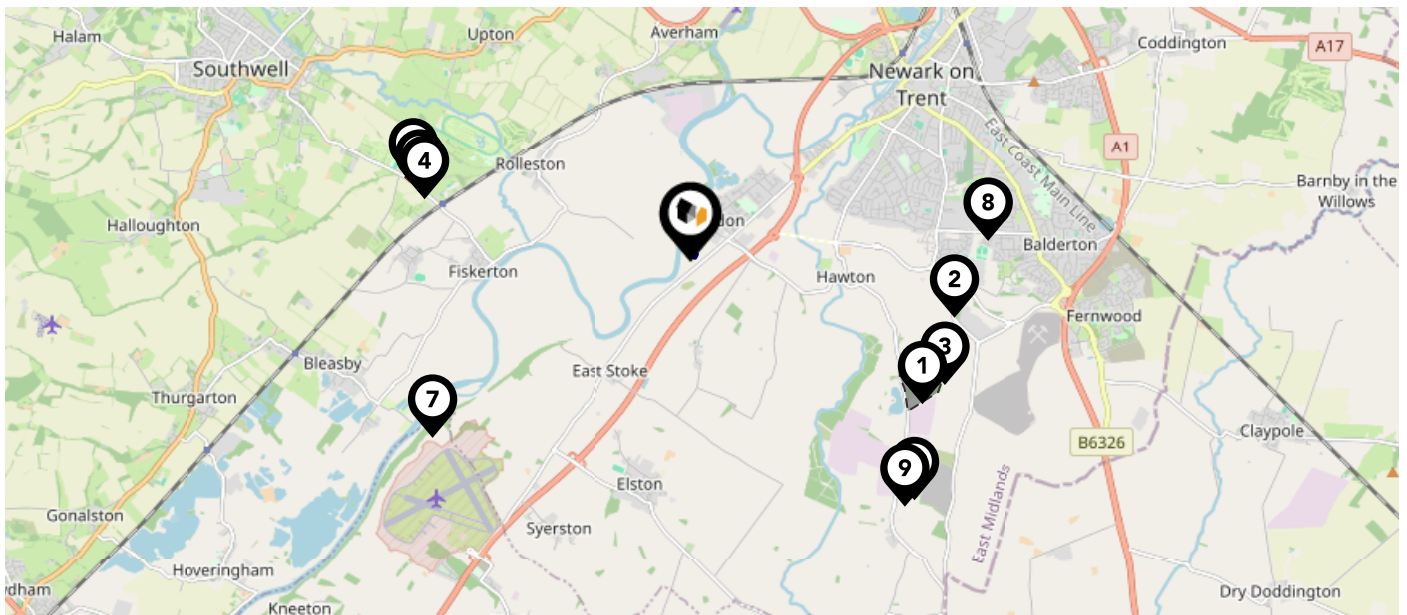 Halam
Upton
Averham
Coddington
A17
Southwell
Newark on
Trent
A1
East Coast Main Line
4
Rolleston
Barnby in the
Willows
8
don
Halloughton
Balderton
Fiskerton
Hawton
2
Fernwood
3
1
Bleasby
East Stoke
7
Thurgarton
B6326
Claypole
9
Elston
East Midlands
Gonalston
Syerston
Hoveringham
dham
Dry Doddington
Kneeton